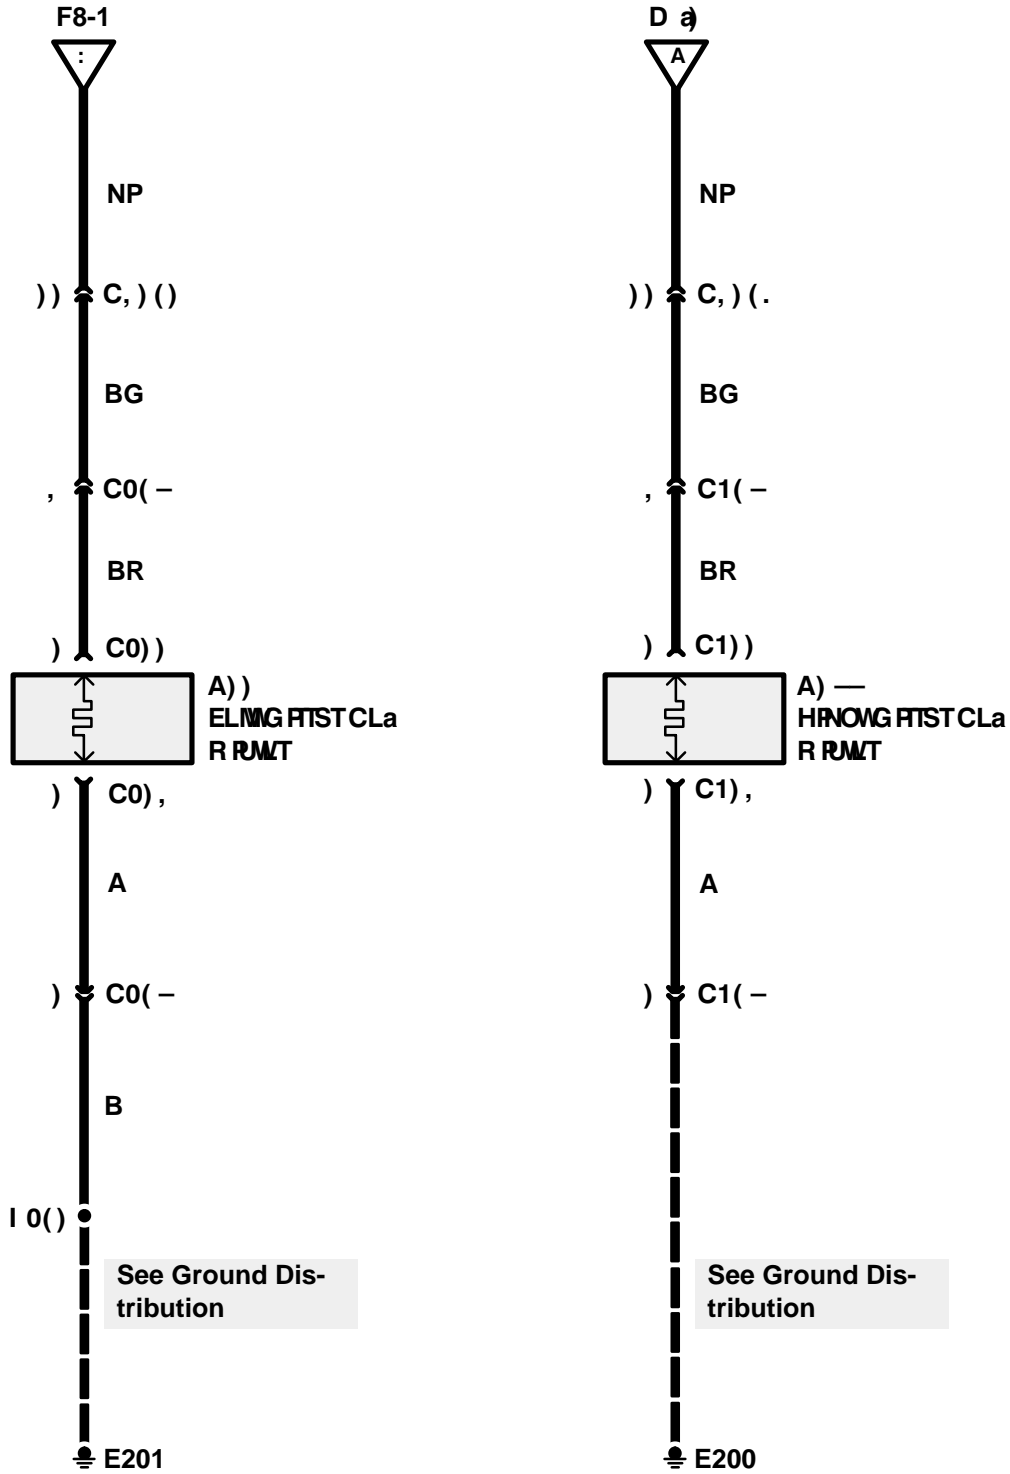 F8-1
:
NP
)) C,)()
BG
, C0(–
BR
) C0))
A))
) C0),
A
) C0(–
B
I 0()
See Ground Dis-
tribution
E201
A
NP
)) C,)(.
BG
, C1(–
BR
) C1))
A) —
) C1),
A
) C1(–
See Ground Dis-
tribution
E200